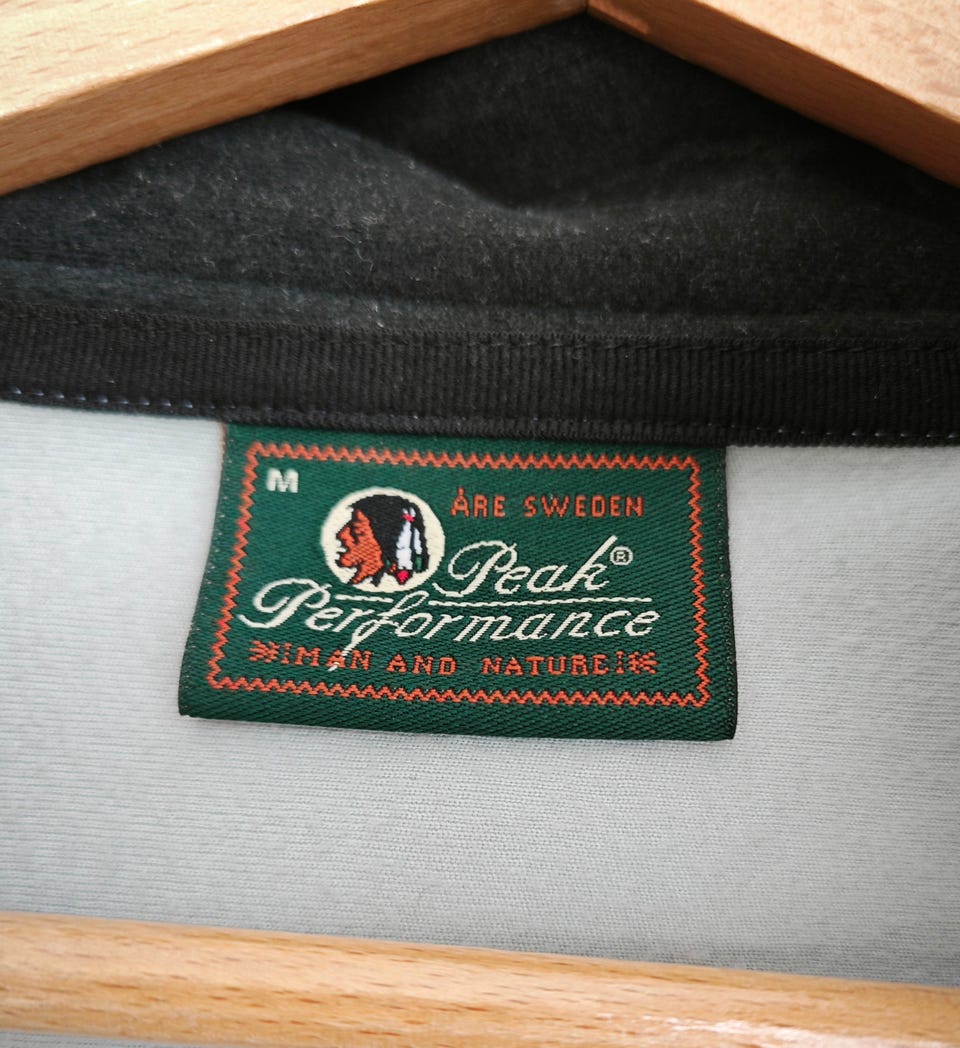 M
ÅRE SWEDEN
Peak®
Performance
MAN AND NATURE